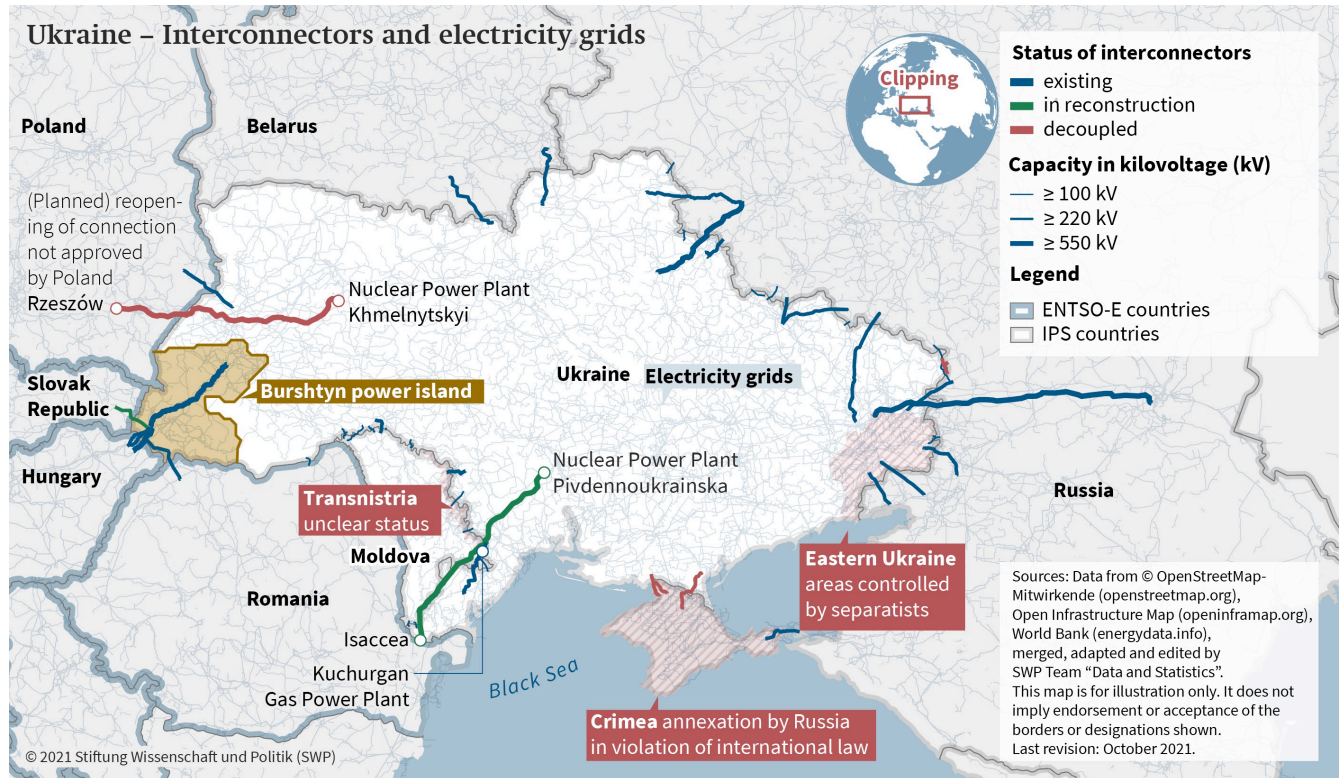 Ukraine – Interconnectors and electricity grids
Clipping
Status of interconnectors
existing
in reconstruction
decoupled
Capacity in kilovoltage (kV)
≥ 100 kV
≥ 220 kV
≥ 550 kV
Legend
ENTSO-E countries
IPS countries
Poland
Belarus
(Planned) reopen-
ing of connection
not approved
by Poland
Rzeszów
Nuclear Power Plant
Khmelnytskyi
Slovak
Republic
Burshtyn power island
Ukraine
Electricity grids
Hungary
Nuclear Power Plant
Pivdennoukrainska
Russia
Transnistria
unclear status
Moldova
Eastern Ukraine
areas controlled
by separatists
Romania
Isaccea
Kuchurgan
Gas Power Plant
Black Sea
Crimea annexation by Russia
in violation of international law
Sources: Data from © OpenStreetMap-
Mitwirkende (openstreetmap.org),
Open Infrastructure Map (openinframap.org),
World Bank (energydata.info),
merged, adapted and edited by
SWP Team “Data and Statistics”.
This map is for illustration only. It does not
imply endorsement or acceptance of the
borders or designations shown.
Last revision: October 2021.
© 2021 Stiftung Wissenschaft und Politik (SWP)